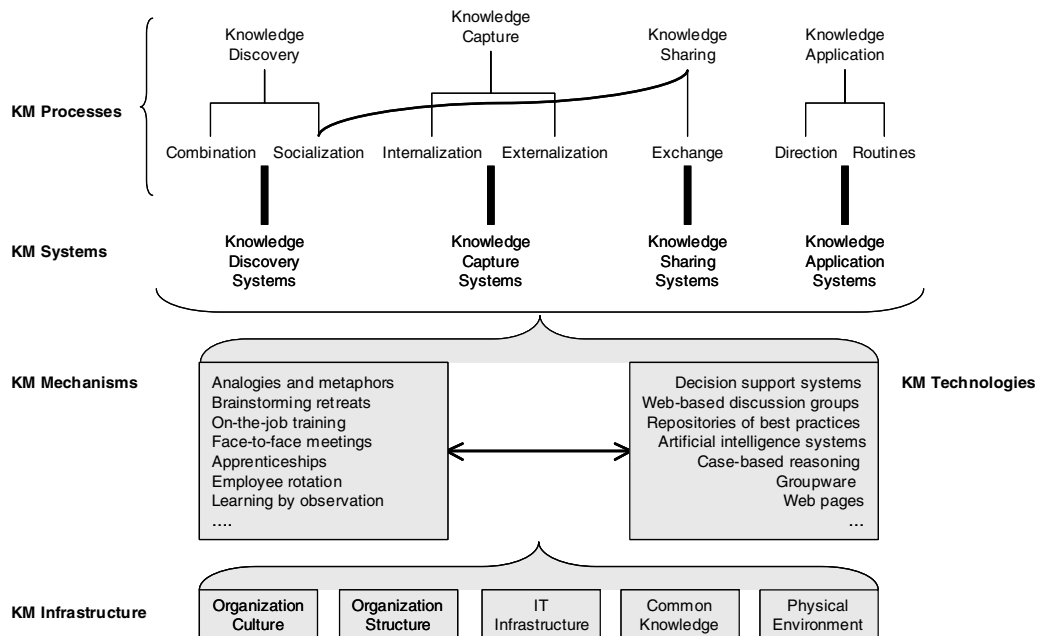 Knowledge
Discovery
Knowledge
Capture
Knowledge
Sharing
Knowledge
Application
KM Processes
Combination
Socialization
Internalization
Externalization
Exchange
Direction
Routines
KM Systems
Knowledge
Discovery
Systems
Knowledge
Capture
Systems
Knowledge
Sharing
Systems
Knowledge
Application
Systems
KM Mechanisms
Analogies and metaphors
Brainstorming retreats
On-the-job training
Face-to-face meetings
Apprenticeships
Employee rotation
Learning by observation
....
Decision support systems
Web-based discussion groups
Repositories of best practices
Artificial intelligence systems
Case-based reasoning
Groupware
Web pages
...
KM Technologies
KM Infrastructure
Organization
Culture
Organization
Structure
IT
Infrastructure
Common
Knowledge
Physical
Environment